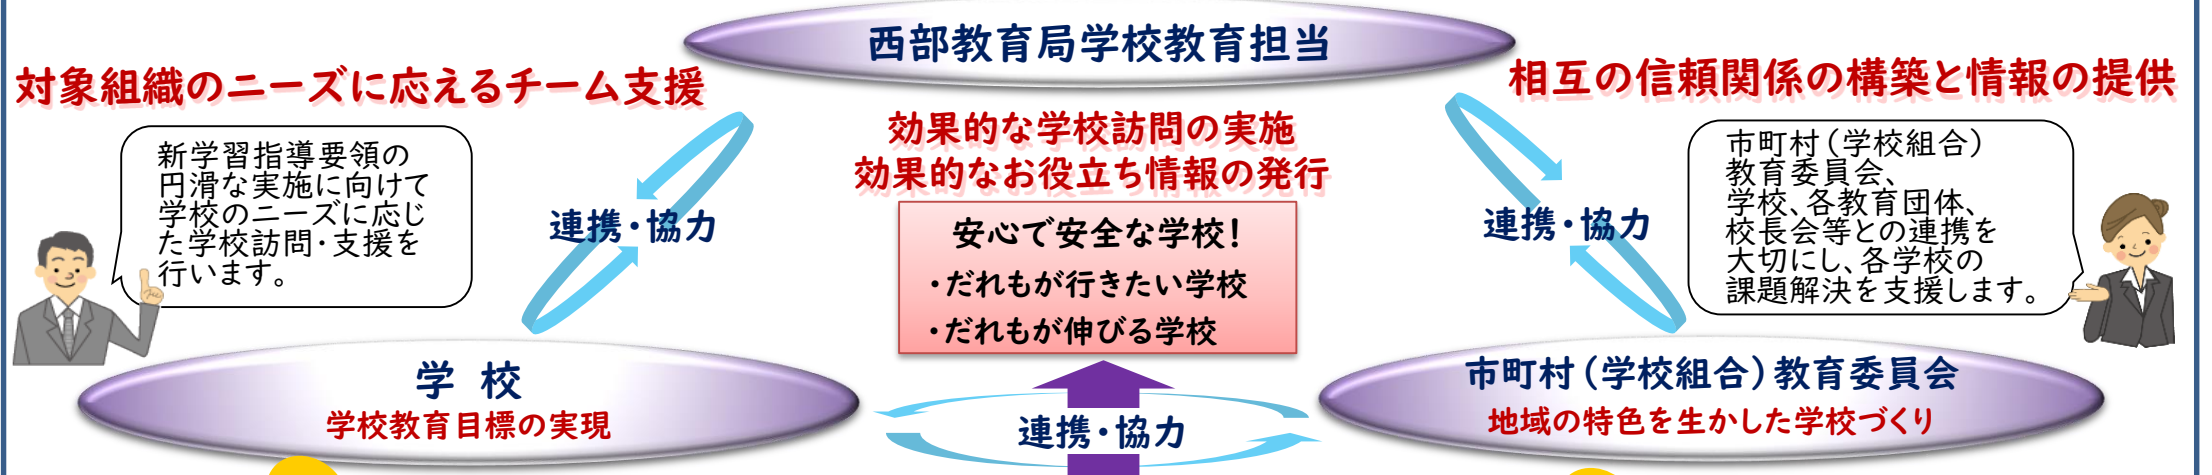 西部教育局学校教育担当
対象組織のニーズに応えるチーム支援
相互の信頼関係の構築と情報の提供
効果的な学校訪問の実施
効果的なお役立ち情報の発行
新学習指導要領の
円滑な実施に向けて
学校のニーズに応じ
た学校訪問・支援を
行います。
連携・協力
安心で安全な学校！
・だれもが行きたい学校
・だれもが伸びる学校
連携・協力
市町村（学校組合）
教育委員会、
学校、各教育団体、
校長会等との連携を
大切にし、各学校の
課題解決を支援します。
学 校
学校教育目標の実現
連携・協力
市町村（学校組合）教育委員会
地域の特色を生かした学校づくり